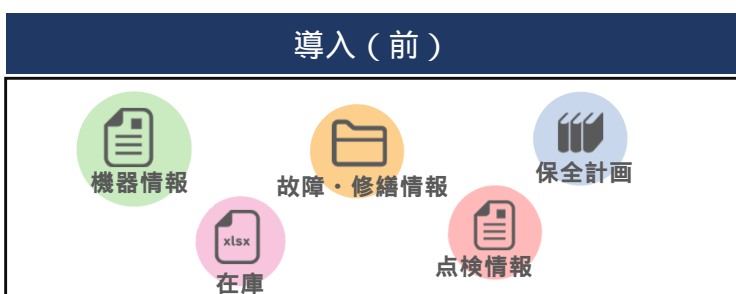 導入(前)
機器情報
故障・修繕情報
保全計画
xlsx
在庫
点検情報